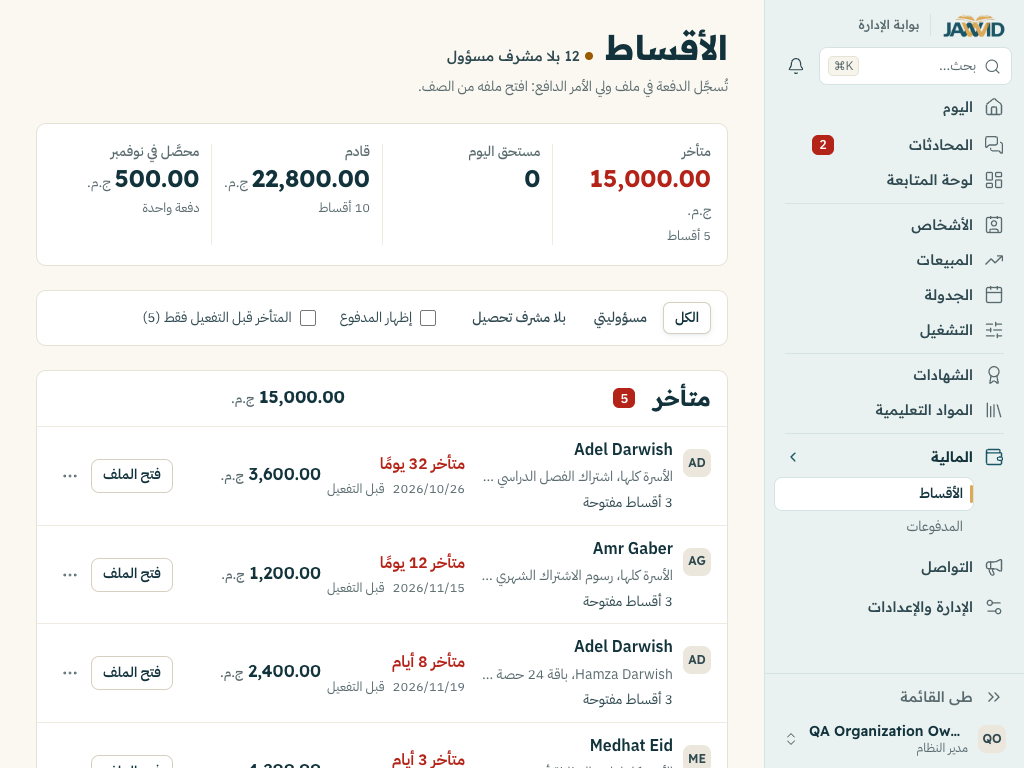 JAWID
بوابة الإدارة
بحث...
⌘K
اليوم
المحادثات
2
لوحة المتابعة
الأشخاص
المبيعات
الجدولة
التشغيل
الشهادات
المواد التعليمية
المالية
الأقساط
المدفوعات
التواصل
الإدارة والإعدادات
طي القائمة
QO
QA Organization Ow...
مدير النظام
الأقساط
12 بلا مشرف مسؤول
تُسجَّل الدفعة في ملف ولي الأمر الدافع: افتح ملفه من الصف.
متأخر
15,000.00
ج.م.
5 أقساط
مستحق اليوم
0
قادم
22,800.00 ج.م.
10 أقساط
محصَّل في نوفمبر
500.00 ج.م.
دفعة واحدة
الكل
مسؤوليتي
بلا مشرف تحصيل
إظهار المدفوع
المتأخر قبل التفعيل فقط (5)
متأخر
5
15,000.00 ج.م.
AD
Adel Darwish
الأسرة كلها، اشتراك الفصل الدراسي ...
3 أقساط مفتوحة
متأخر 32 يومًا
2026/10/26 قبل التفعيل
3,600.00 ج.م.
فتح الملف
AG
Amr Gaber
الأسرة كلها، رسوم الاشتراك الشهري ...
3 أقساط مفتوحة
متأخر 12 يومًا
2026/11/15 قبل التفعيل
1,200.00 ج.م.
فتح الملف
AD
Adel Darwish
Hamza Darwish، باقة 24 حصة ...
3 أقساط مفتوحة
متأخر 8 أيام
2026/11/19 قبل التفعيل
2,400.00 ج.م.
فتح الملف
ME
Medhat Eid
متأخر 3 أيام